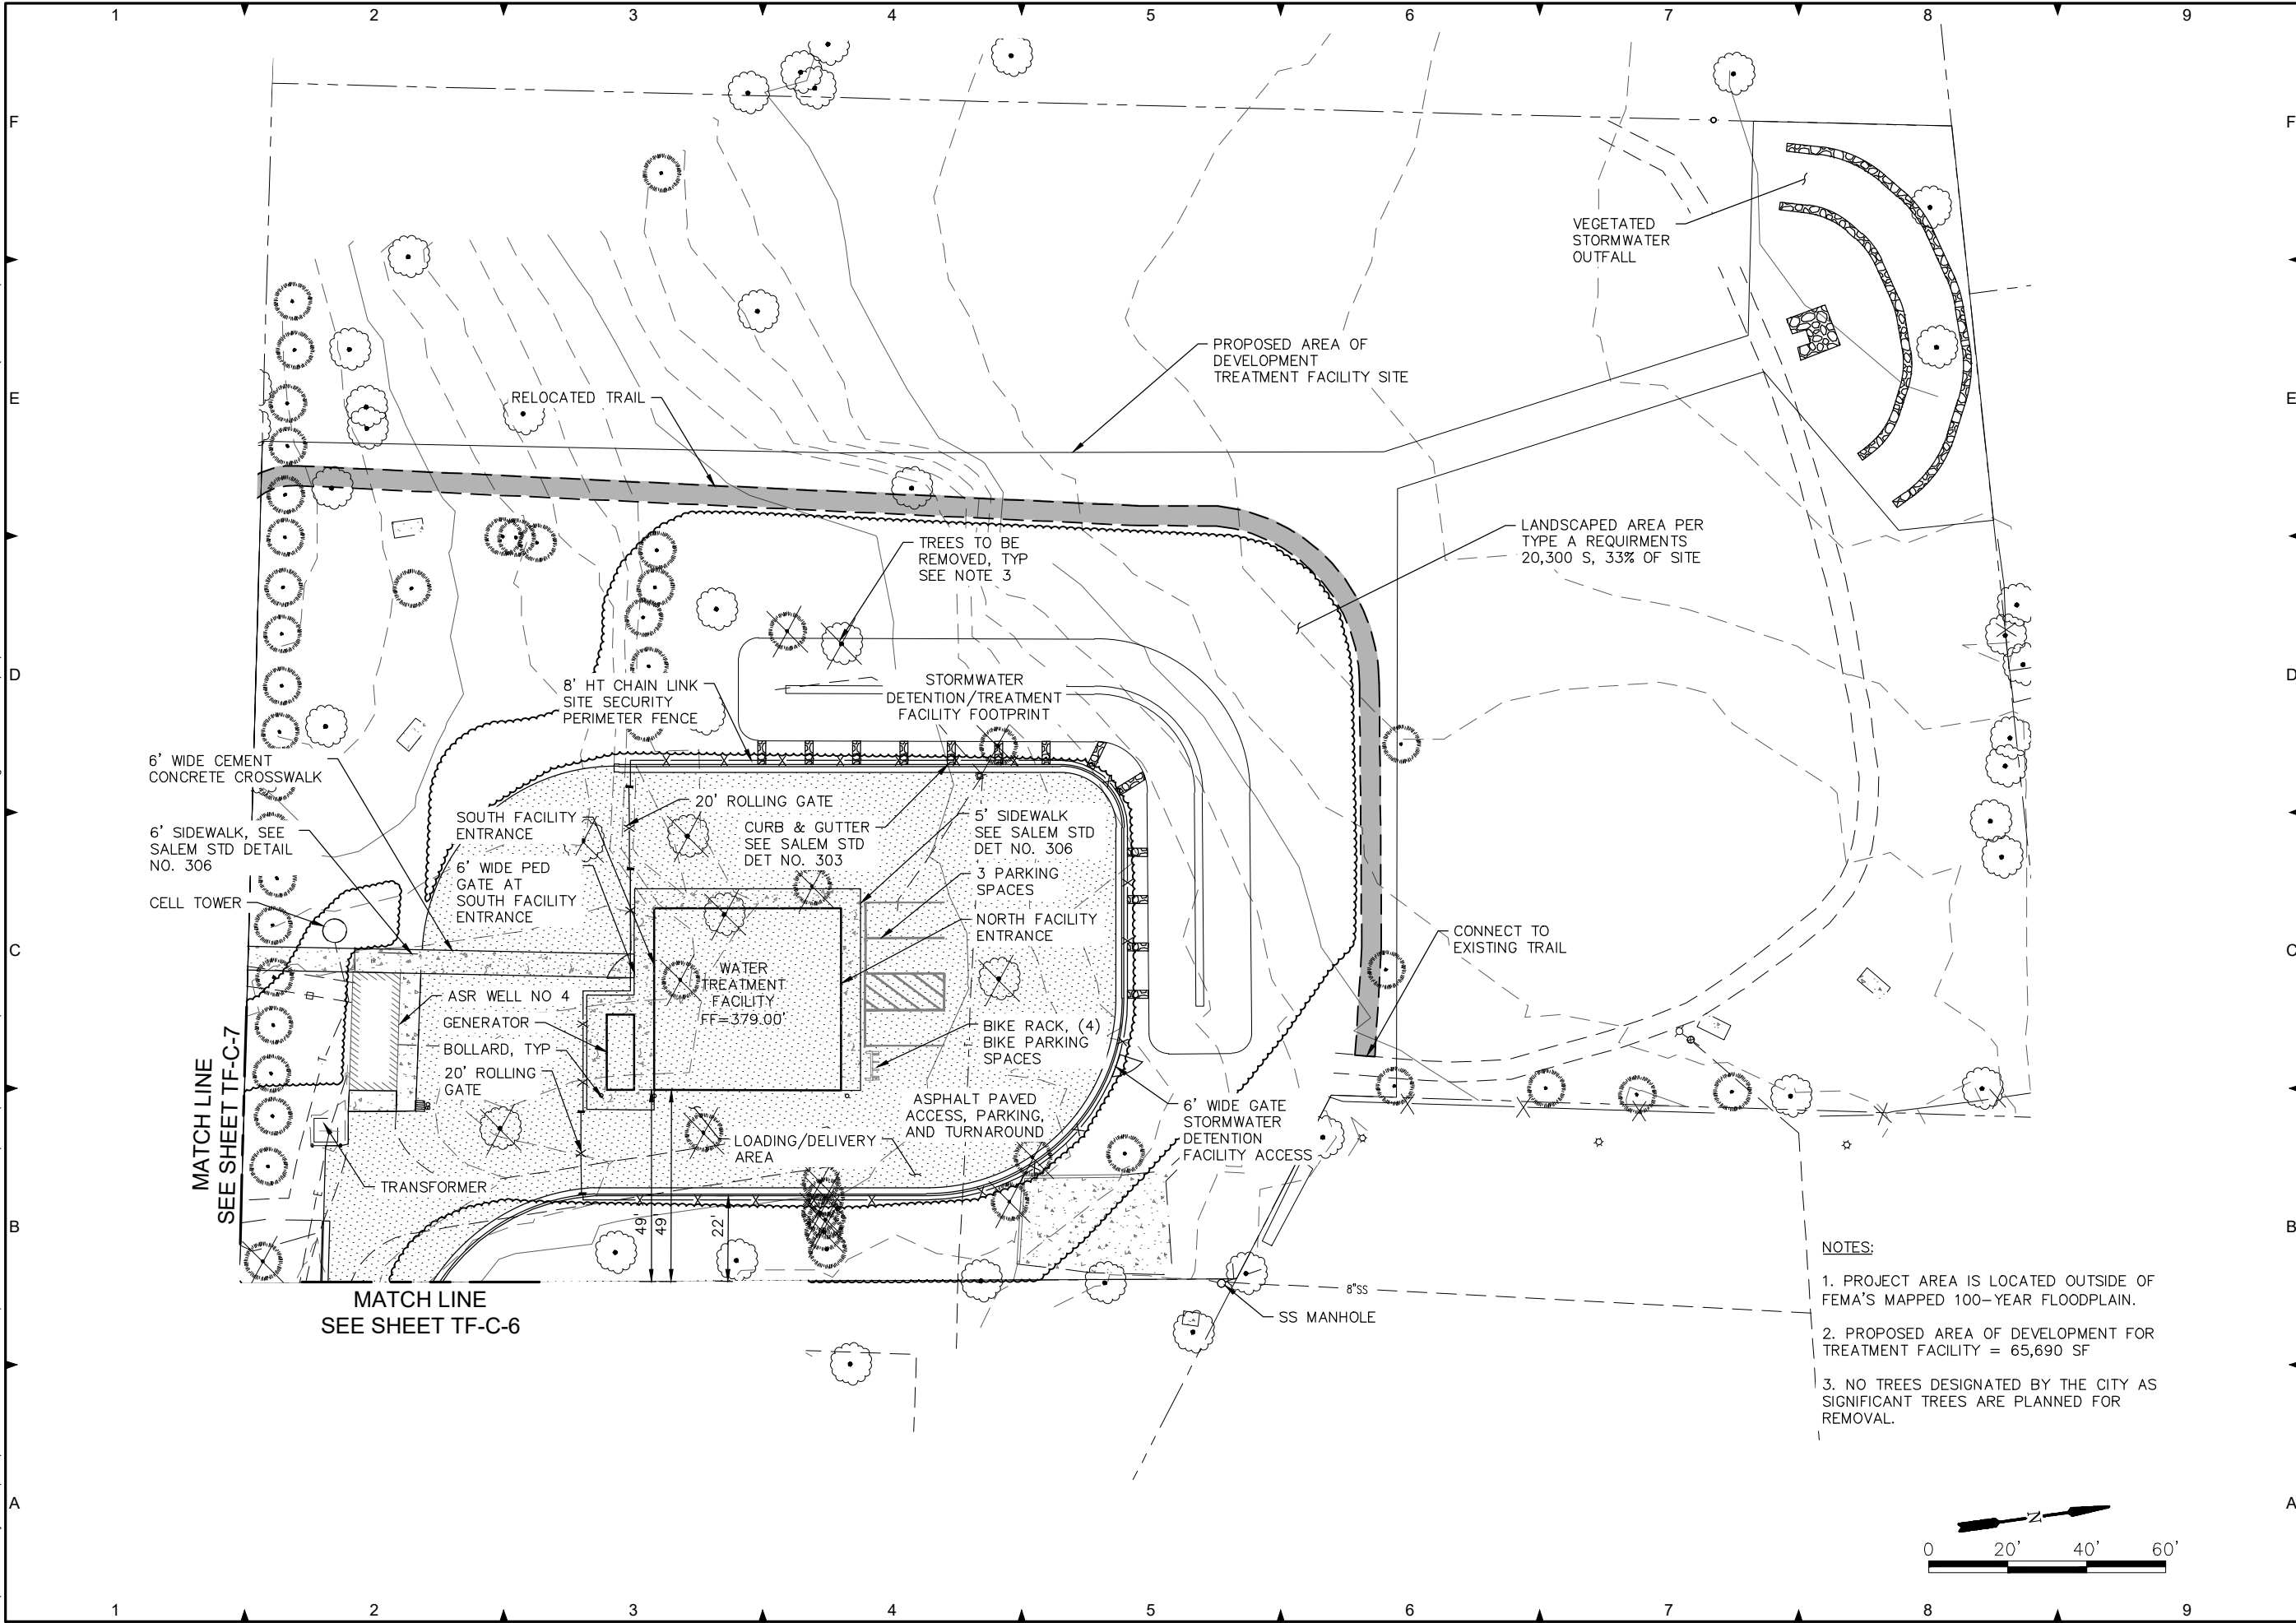 1 2 3 4 5 6 7 8 9
F
F
VEGETATED
STORMWATER
OUTFALL
PROPOSED AREA OF
DEVELOPMENT
TREATMENT FACILITY SITE
E
E
RELOCATED TRAIL
LANDSCAPED AREA PER
TYPE A REQUIRMENTS
20,300 S, 33% OF SITE
TREES TO BE
REMOVED, TYP
SEE NOTE 3
D
D
8' HT CHAIN LINK
SITE SECURITY
PERIMETER FENCE
STORMWATER
DETENTION/TREATMENT
FACILITY FOOTPRINT
6' WIDE CEMENT
CONCRETE CROSSWALK
6' SIDEWALK, SEE
SALEM STD DETAIL
NO. 306
CELL TOWER
SOUTH FACILITY
ENTRANCE
6' WIDE PED
GATE AT
SOUTH FACILITY
ENTRANCE
20' ROLLING GATE
CURB & GUTTER
SEE SALEM STD
DET NO. 303
5' SIDEWALK
SEE SALEM STD
DET NO. 306
3 PARKING
SPACES
NORTH FACILITY
ENTRANCE
CONNECT TO
EXISTING TRAIL
C
C
WATER
TREATMENT
FACILITY
FF=379.00'
ASR WELL NO 4
GENERATOR
BOLLARD, TYP
20' ROLLING
GATE
BIKE RACK, (4)
BIKE PARKING
SPACES
ASPHALT PAVED
ACCESS, PARKING,
AND TURNAROUND
6' WIDE GATE
STORMWATER
DETENTION
FACILITY ACCESS
LOADING/DELIVERY
AREA
TRANSFORMER
MATCH LINE
SEE SHEET TF-C-7
B
B
49'
49'
22'
MATCH LINE
SEE SHEET TF-C-6
8"SS
SS MANHOLE
NOTES:
1. PROJECT AREA IS LOCATED OUTSIDE OF
FEMA'S MAPPED 100-YEAR FLOODPLAIN.
2. PROPOSED AREA OF DEVELOPMENT FOR
TREATMENT FACILITY = 65,690 SF
3. NO TREES DESIGNATED BY THE CITY AS
SIGNIFICANT TREES ARE PLANNED FOR
REMOVAL.
A
A
N
0 20' 40' 60'
1 2 3 4 5 6 7 8 9